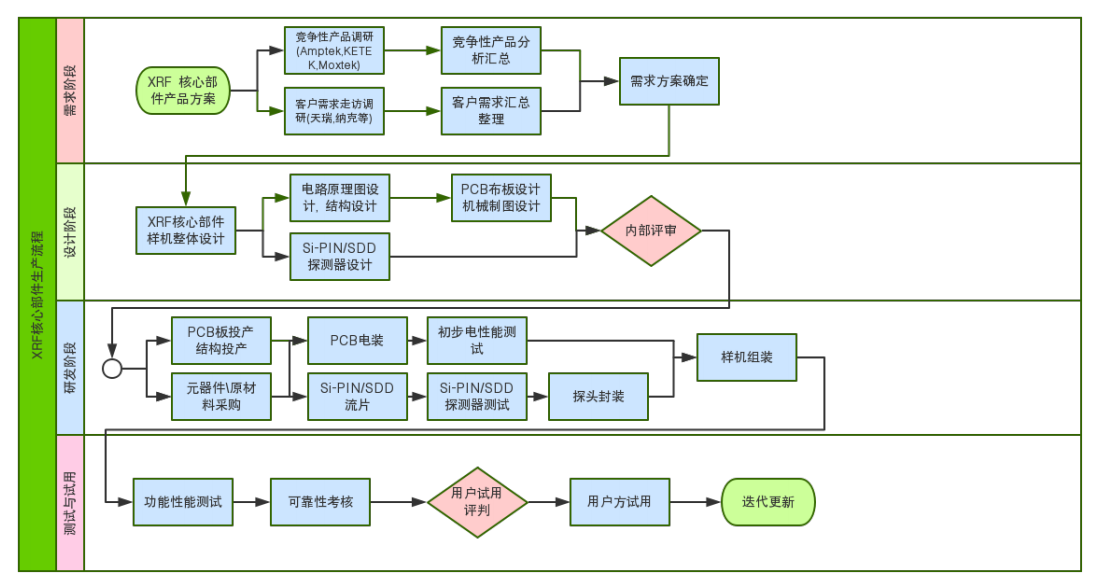 XRF核心部件生产流程
需求阶段
XRF 核心部
件产品方案
竞争性产品调研
(Amptek,KETE
K,Moxtek)
竞争性产品分
析汇总
客户需求走访调
研(天瑞,纳克等)
客户需求汇总
整理
需求方案确定
设计阶段
XRF核心部件
样机整体设计
电路原理图设
计, 结构设计
PCB布板设计
机械制图设计
Si-PIN/SDD
探测器设计
内部评审
研发阶段
PCB板投产
结构投产
PCB电装
初步电性能测
试
元器件\原材
料采购
Si-PIN/SDD
流片
Si-PIN/SDD
探测器测试
探头封装
样机组装
测试与试用
功能性能测试
可靠性考核
用户试用
评判
用户方试用
迭代更新